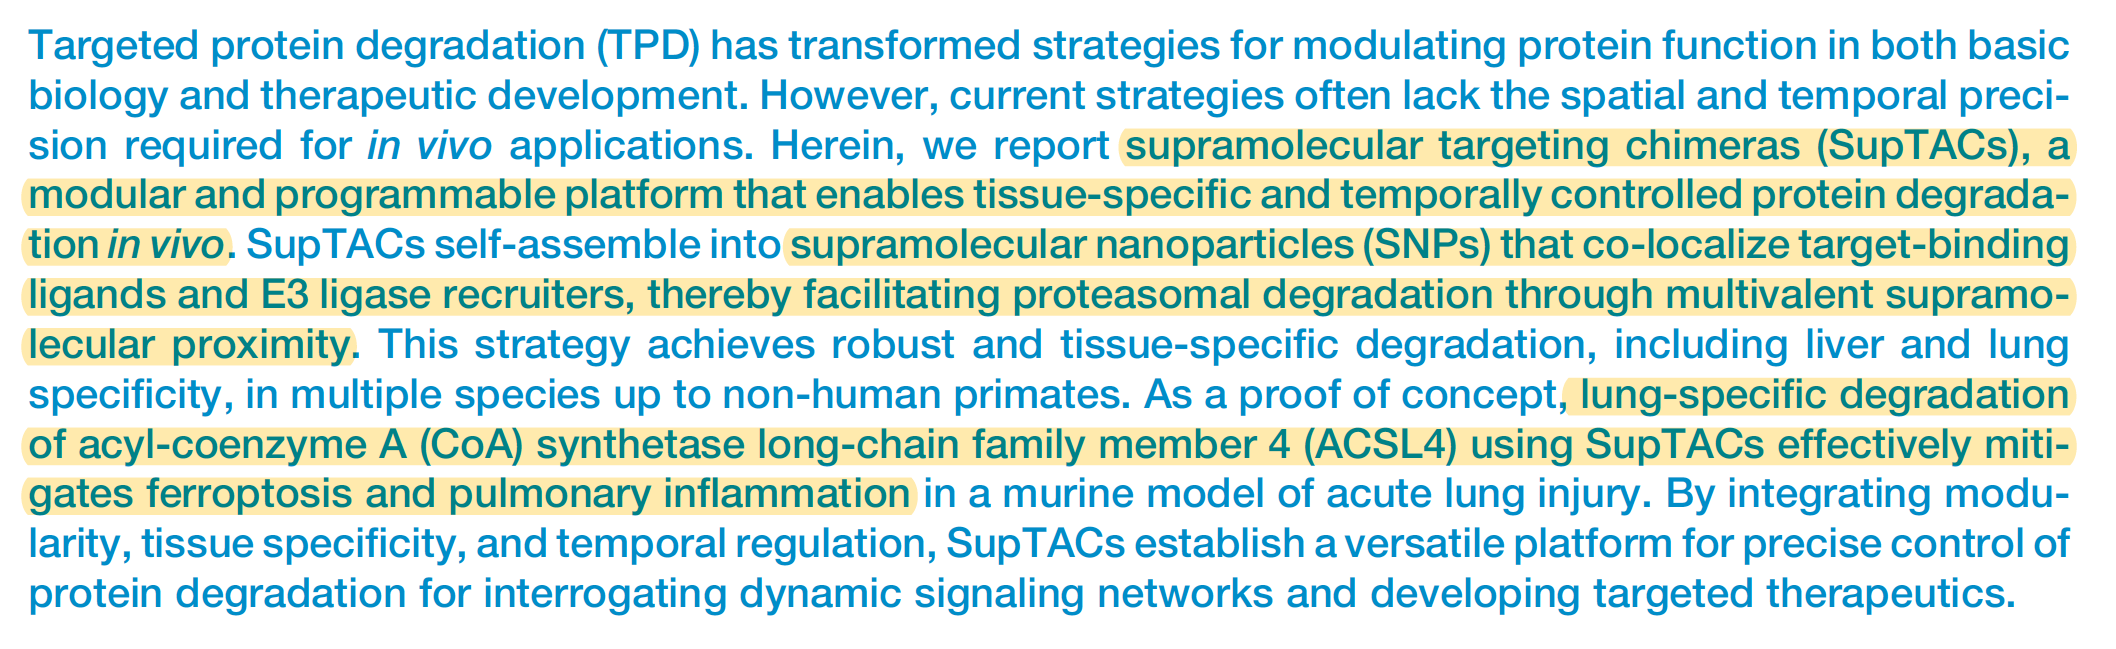 Targeted protein degradation (TPD) has transformed strategies for modulating protein function in both basic
biology and therapeutic development. However, current strategies often lack the spatial and temporal preci-
sion required for in vivo applications. Herein, we report supramolecular targeting chimeras (SupTACs), a
modular and programmable platform that enables tissue-specific and temporally controlled protein degrada-
tion in vivo. SupTACs self-assemble into supramolecular nanoparticles (SNPs) that co-localize target-binding
ligands and E3 ligase recruiters, thereby facilitating proteasomal degradation through multivalent supramo-
lecular proximity. This strategy achieves robust and tissue-specific degradation, including liver and lung
specificity, in multiple species up to non-human primates. As a proof of concept, lung-specific degradation
of acyl-coenzyme A (CoA) synthetase long-chain family member 4 (ACSL4) using SupTACs effectively miti-
gates ferroptosis and pulmonary inflammation in a murine model of acute lung injury. By integrating modu-
larity, tissue specificity, and temporal regulation, SupTACs establish a versatile platform for precise control of
protein degradation for interrogating dynamic signaling networks and developing targeted therapeutics.